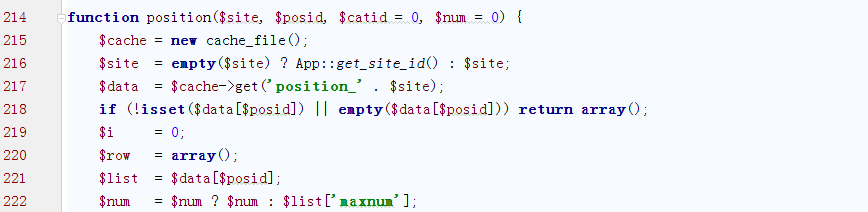 214 function position($site, $posid, $catid = 0, $num = 0) {
215 $cache = new cache_file();
216 $site = empty($site) ? App::get_site_id() : $site;
217 $data = $cache->get('position_' . $site);
218 if (!isset($data[$posid]) || empty($data[$posid])) return array();
219 $i = 0;
220 $row = array();
221 $list = $data[$posid];
222 $num = $num ? $num : $list['maxnum'];